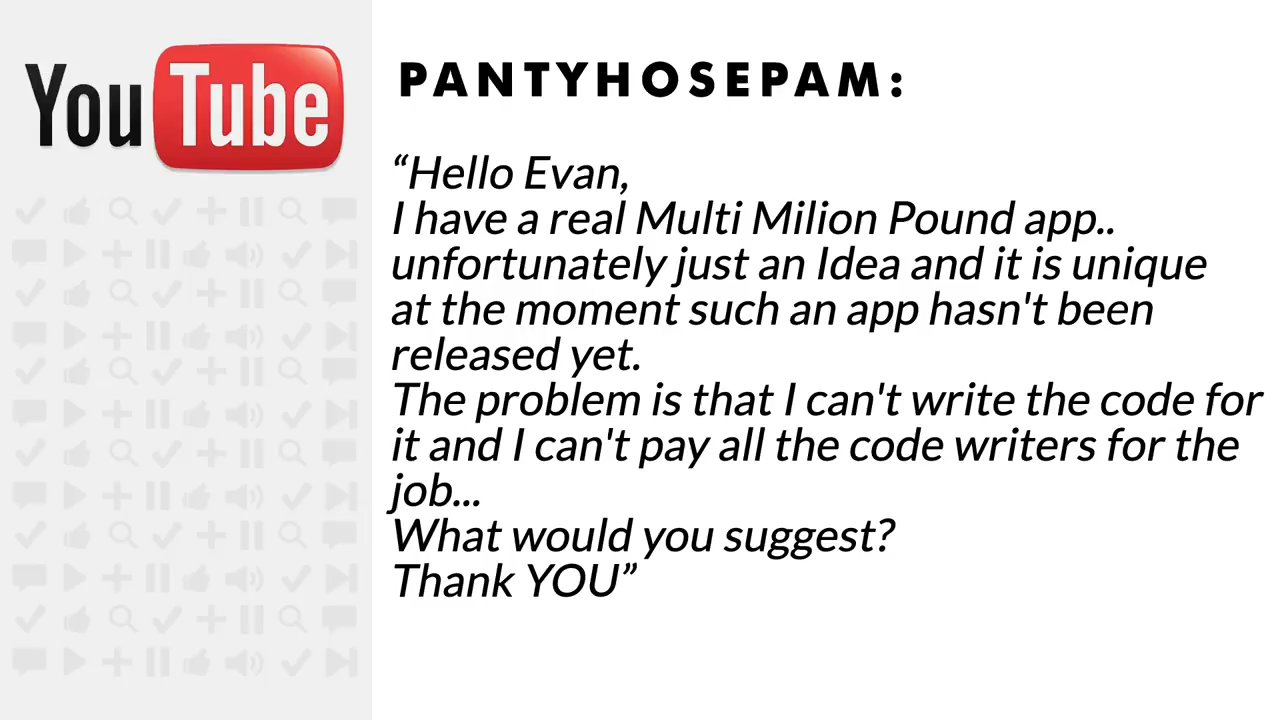 YouTube
PANTYHOSEPAM:
“Hello Evan,
I have a real Multi Milion Pound app..
unfortunately just an Idea and it is unique
at the moment such an app hasn't been
released yet.
The problem is that I can't write the code for
it and I can't pay all the code writers for the
job...
What would you suggest?
Thank YOU”